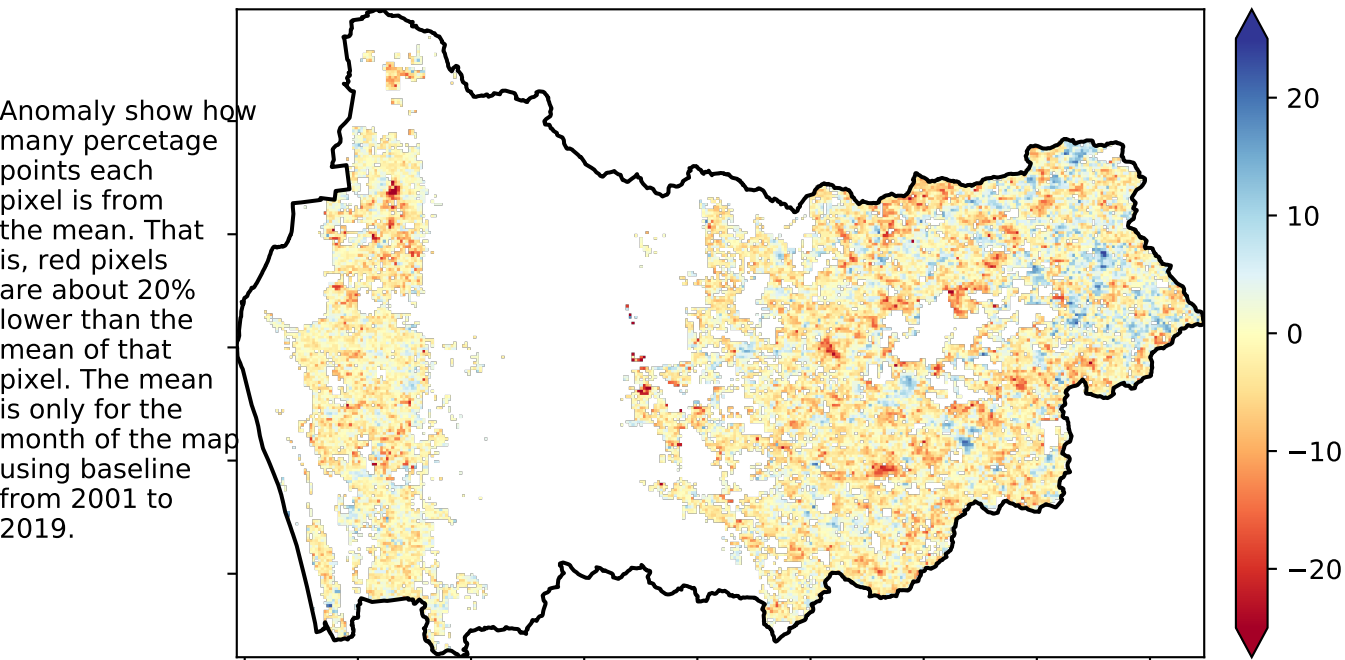 Anomaly show how
many percetage
points each
pixel is from
the mean. That
is, red pixels
are about 20%
lower than the
mean of that
pixel. The mean
is only for the
month of the map
using baseline
from 2001 to
2019.
20
10
0
−10
−20